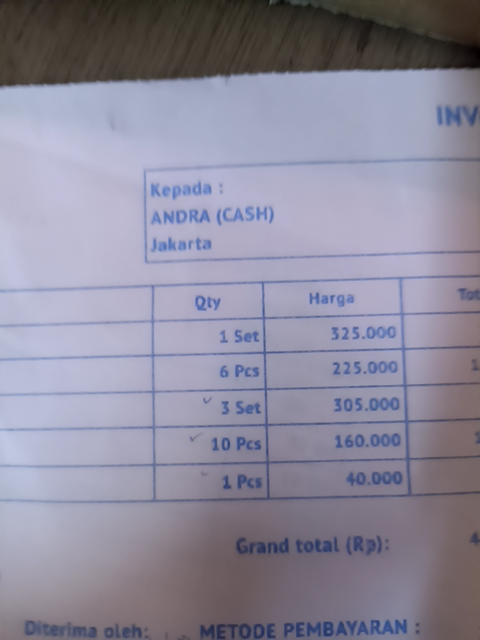 INV
Kepada :
ANDRA (CASH)
Jakarta
Qty Harga Tot
1 Set 325.000
6 Pcs 225.000 1
3 Set 305.000
10 Pcs 160.000 1
1 Pcs 40.000
Grand total (Rp): 4
Diterima oleh: METODE PEMBAYARAN :